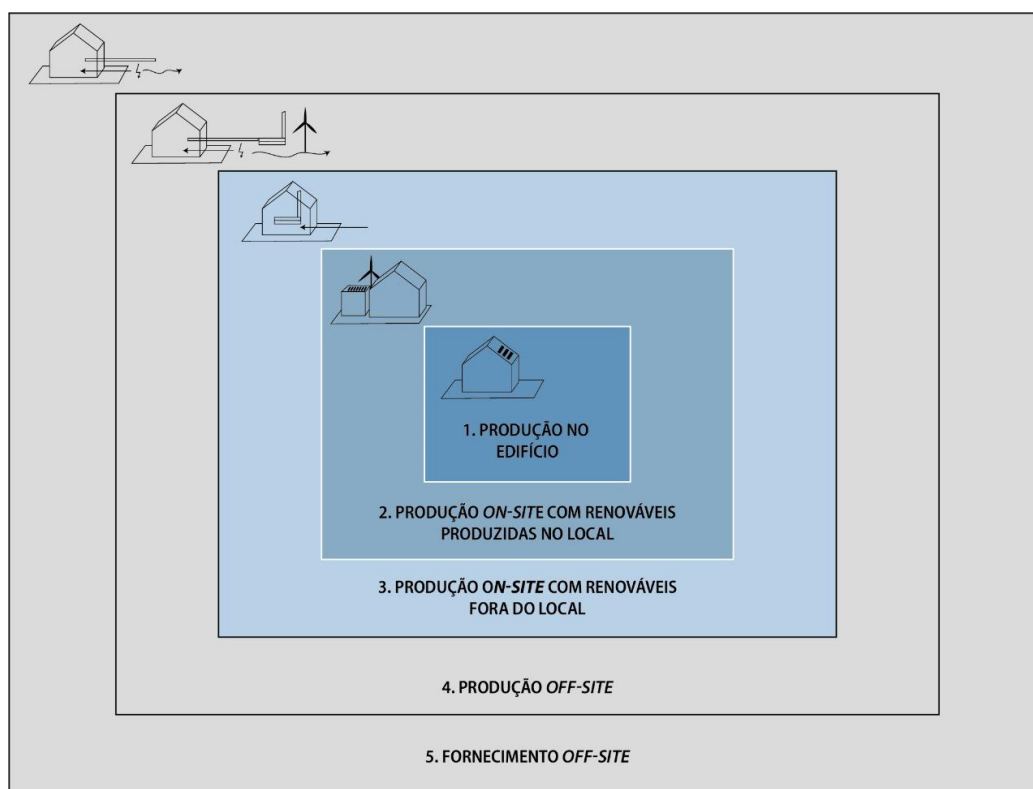 1. PRODUÇÃO NO
EDIFÍCIO
2. PRODUÇÃO ON-SITE COM RENOVÁVEIS
PRODUZIDAS NO LOCAL
3. PRODUÇÃO ON-SITE COM RENOVÁVEIS
FORA DO LOCAL
4. PRODUÇÃO OFF-SITE
5. FORNECIMENTO OFF-SITE